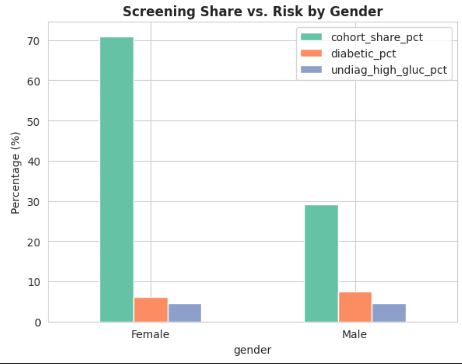 Screening Share vs. Risk by Gender
cohort_share_pct
diabetic_pct
undiag_high_gluc_pct
Percentage (%)
70
60
50
40
30
20
10
0
Female
Male
gender